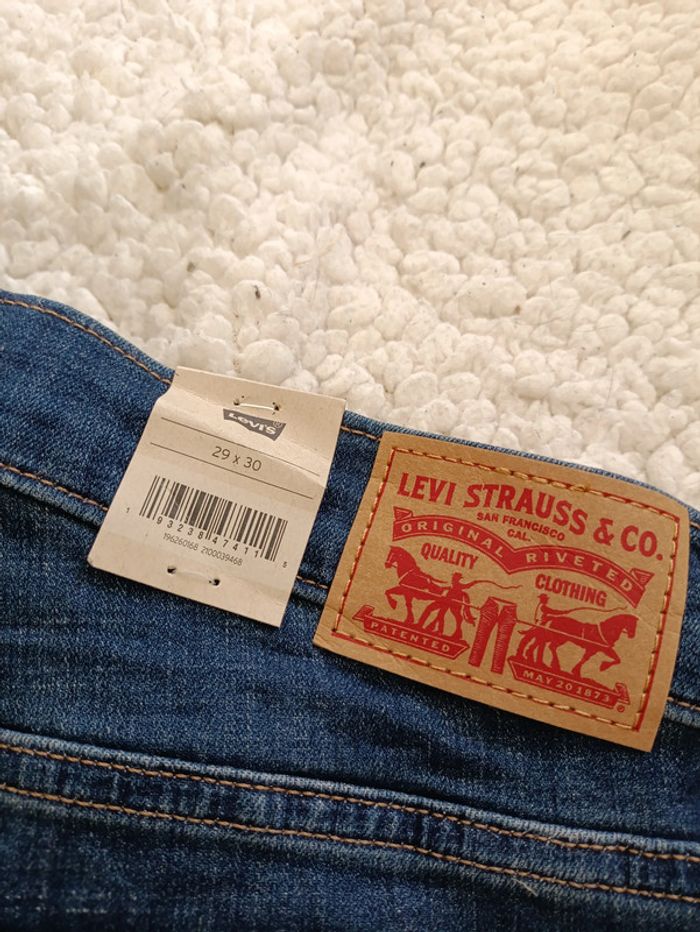 Levi's®
29 x 30
1 93238 47411 5
196260168 2100039468
LEVI STRAUSS & CO.
SAN FRANCISCO
CAL.
ORIGINAL RIVETED
QUALITY CLOTHING
PATENTED
MAY 20 1873